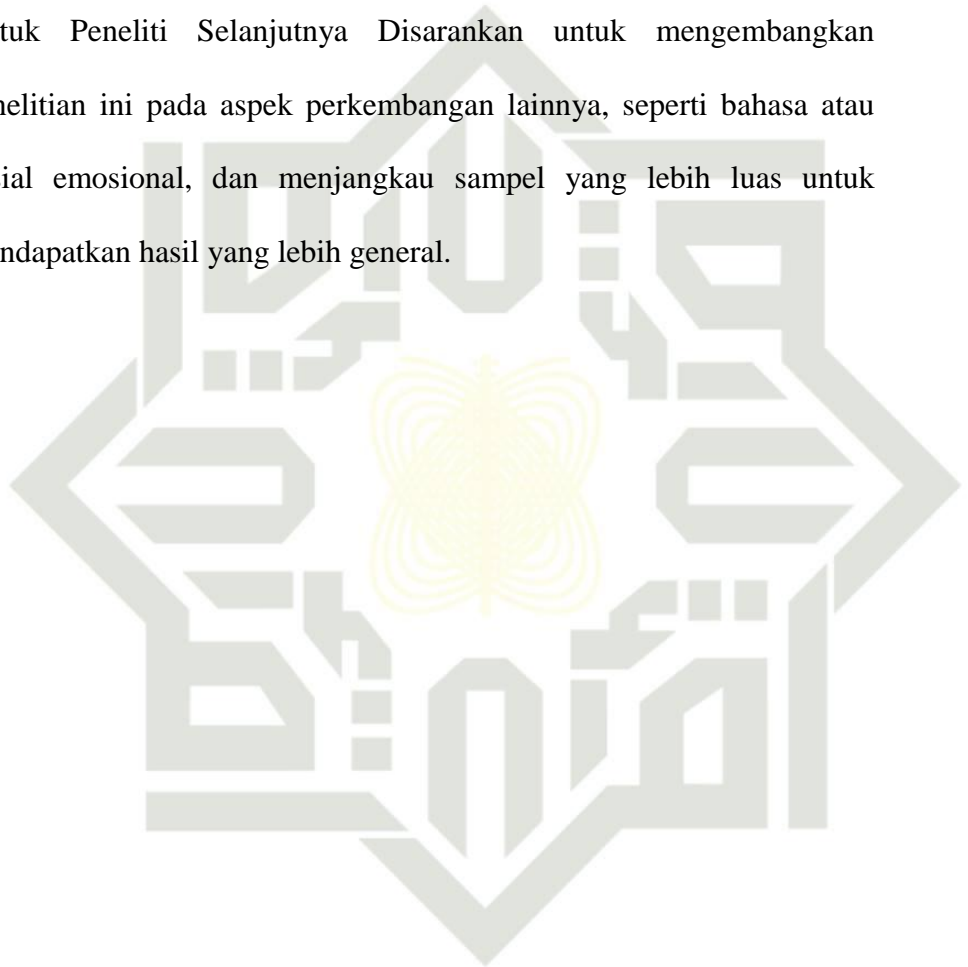 tuk Peneliti Selanjutnya Disarankan untuk mengembangkan
nelitian ini pada aspek perkembangan lainnya, seperti bahasa atau
sial emosional, dan menjangkau sampel yang lebih luas untuk
ndapatkan hasil yang lebih general.